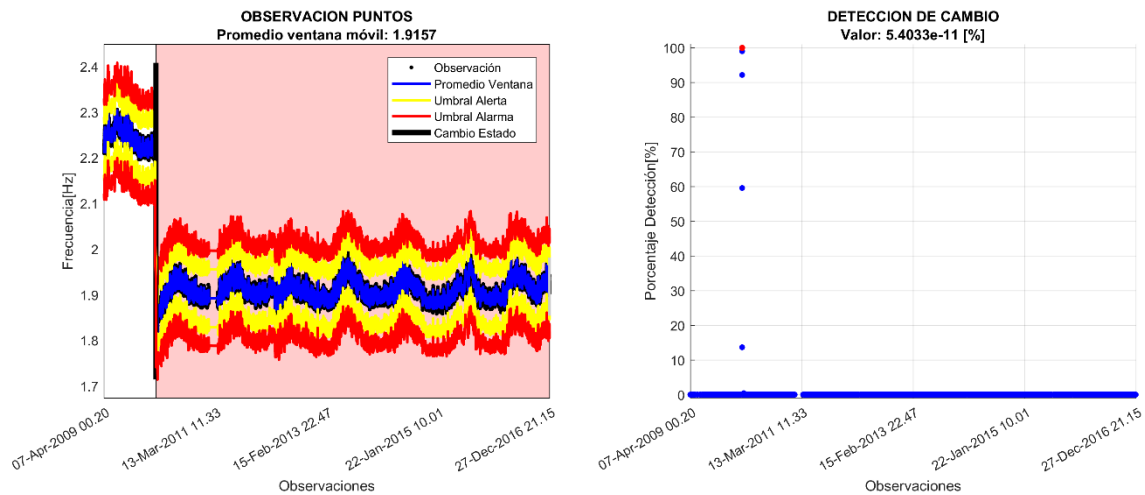 OBSERVACION PUNTOS
Promedio ventana móvil: 1.9157
2.4
2.3
2.2
2.1
2
1.9
1.8
1.7
Frecuencia[Hz]
Observación
Promedio Ventana
Umbral Alerta
Umbral Alarma
Cambio Estado
07-Apr-2009 00.20
13-Mar-2011 11:33
15-Feb-2013 22.47
22-Jan-2015 10.01
27-Dec-2016 21.15
Observaciones
DETECCION DE CAMBIO
Valor: 5.4033e-11 [%]
100
90
80
70
60
50
40
30
20
10
0
Porcentaje Detección[%]
07-Apr-2009 00.20
13-Mar-2011 11:33
15-Feb-2013 22.47
22-Jan-2015 10.01
27-Dec-2016 21.15
Observaciones